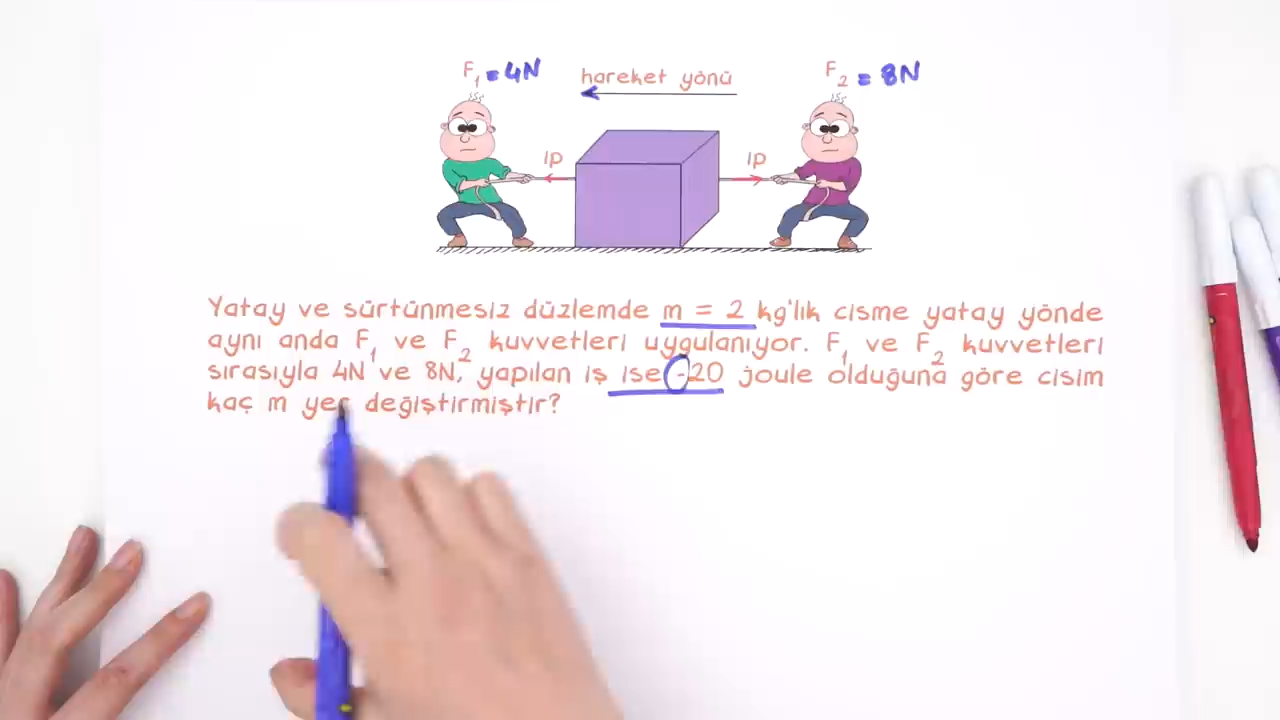 F1 = 4N
hareket yönü
F2 = 8N
ip
ip
Yatay ve sürtünmesiz düzlemde m = 2 kg'lık cisme yatay yönde
aynı anda F1 ve F2 kuvvetleri uygulanıyor. F1 ve F2 kuvvetleri
sırasıyla 4N ve 8N, yapılan iş ise -20 joule olduğuna göre cisim
kaç m yer değiştirmiştir?